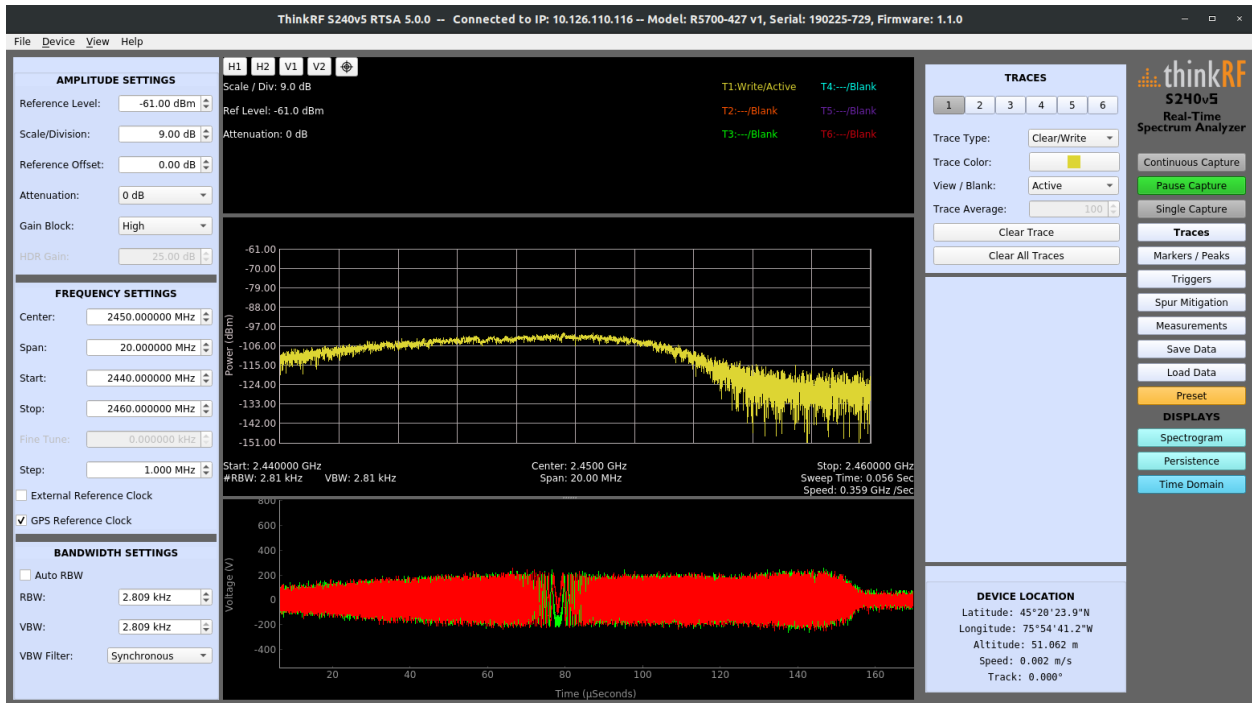 ThinkRF S240v5 RTSA 5.0.0 -- Connected to IP: 10.126.110.116 -- Model: R5700-427 v1, Serial: 190225-729, Firmware: 1.1.0
File Device View Help
AMPLITUDE SETTINGS
Reference Level: -61.00 dBm
Scale/Division: 9.00 dB
Reference Offset: 0.00 dB
Attenuation: 0 dB
Gain Block: High
HDR Gain: 25.00 dB
FREQUENCY SETTINGS
Center: 2450.000000 MHz
Span: 20.000000 MHz
Start: 2440.000000 MHz
Stop: 2460.000000 MHz
Fine Tune: 0.000000 kHz
Step: 1.000 MHz
External Reference Clock
GPS Reference Clock
BANDWIDTH SETTINGS
Auto RBW
RBW: 2.809 kHz
VBW: 2.809 kHz
VBW Filter: Synchronous
H1 H2 V1 V2
Scale / Div: 9.0 dB
Ref Level: -61.0 dBm
Attenuation: 0 dB
T1:Write/Active T4:---/Blank
T2:---/Blank T5:---/Blank
T3:---/Blank T6:---/Blank
Power (dBm)
-61.00
-70.00
-79.00
-88.00
-97.00
-106.00
-115.00
-124.00
-133.00
-142.00
-151.00
Start: 2.440000 GHz Center: 2.4500 GHz Stop: 2.460000 GHz
#RBW: 2.81 kHz VBW: 2.81 kHz Span: 20.00 MHz Sweep Time: 0.056 Sec
Speed: 0.359 GHz /Sec
Voltage (V)
800
600
400
200
0
-200
-400
20 40 60 80 100 120 140 160
Time (µSeconds)
TRACES
1 2 3 4 5 6
Trace Type: Clear/Write
Trace Color:
View / Blank: Active
Trace Average: 100
Clear Trace
Clear All Traces
DEVICE LOCATION
Latitude: 45°20'23.9"N
Longitude: 75°54'41.2"W
Altitude: 51.062 m
Speed: 0.002 m/s
Track: 0.000°
thinkRF
S240v5
Real-Time
Spectrum Analyzer
Continuous Capture
Pause Capture
Single Capture
Traces
Markers / Peaks
Triggers
Spur Mitigation
Measurements
Save Data
Load Data
Preset
DISPLAYS
Spectrogram
Persistence
Time Domain